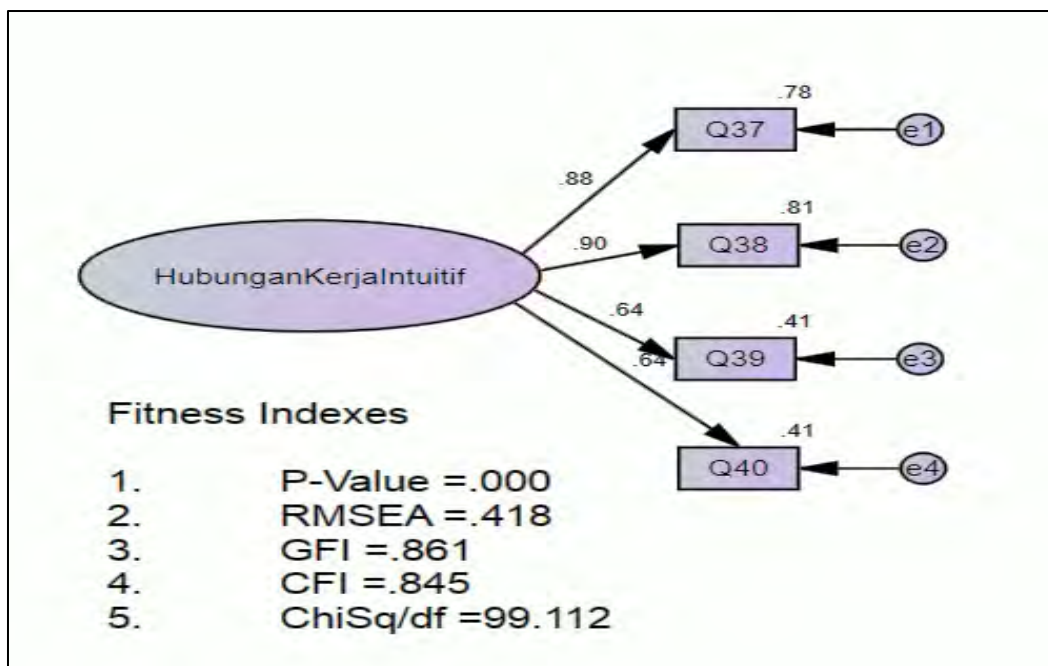 .78
Q37
e1
.88
.81
Q38
e2
.90
HubunganKerjaIntuitif
.64
.41
Q39
e3
.64
.41
Q40
e4
Fitness Indexes
1. P-Value =.000
2. RMSEA =.418
3. GFI =.861
4. CFI =.845
5. ChiSq/df =99.112